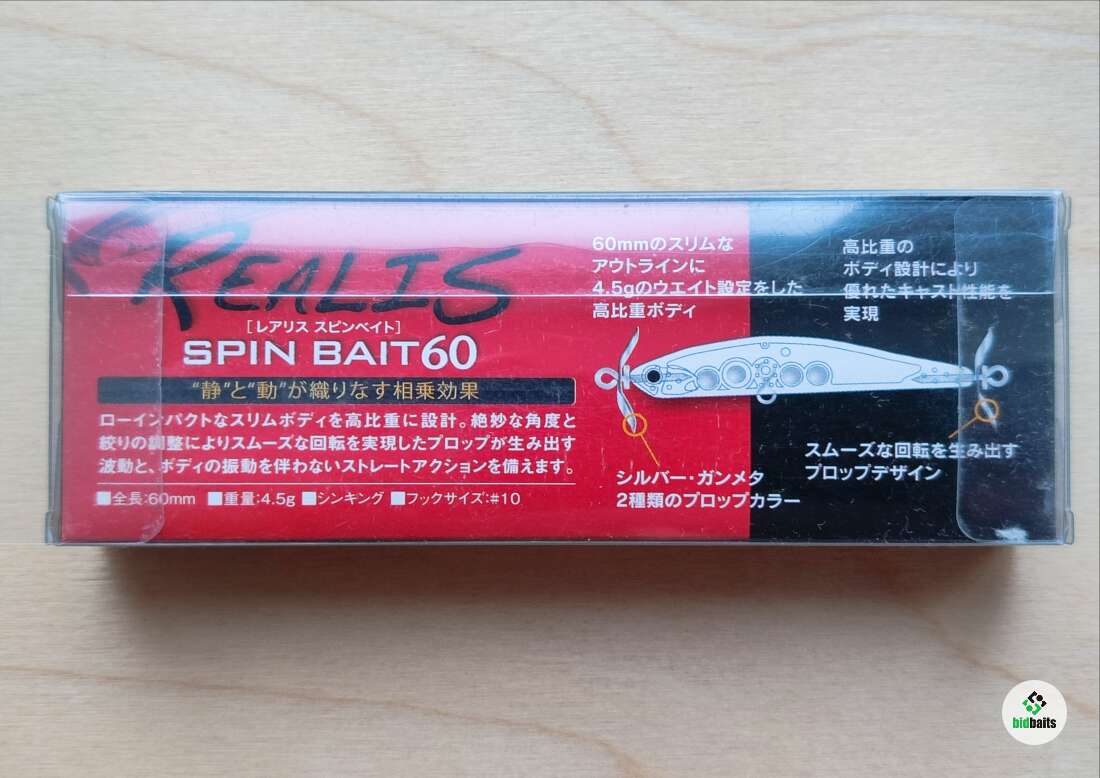 REALIS
[レアリス スピンベイト]
SPIN BAIT60
“静”と“動”が織りなす相乗効果
ローインパクトなスリムボディを高比重に設計。絶妙な角度と
絞りの調整によりスムーズな回転を実現したプロップが生み出す
波動と、ボディの振動を伴わないストレートアクションを備えます。
■全長:60mm ■重量:4.5g ■シンキング ■フックサイズ:#10
60mmのスリムな
アウトラインに
4.5gのウエイト設定をした
高比重ボディ
高比重の
ボディ設計により
優れたキャスト性能を
実現
シルバー・ガンメタ
2種類のプロップカラー
スムーズな回転を生み出す
プロップデザイン
bidbaits